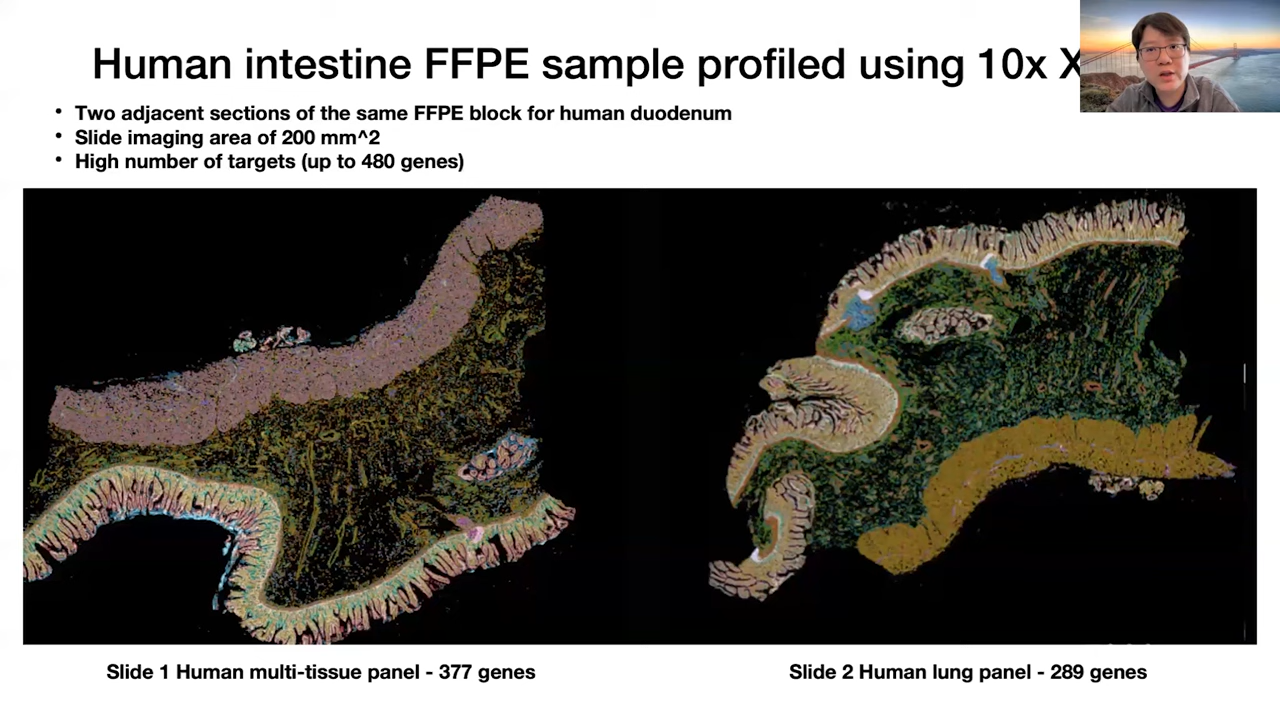 Human intestine FFPE sample profiled using 10x X
• Two adjacent sections of the same FFPE block for human duodenum
• Slide imaging area of 200 mm^2
• High number of targets (up to 480 genes)
Slide 1 Human multi-tissue panel - 377 genes
Slide 2 Human lung panel - 289 genes